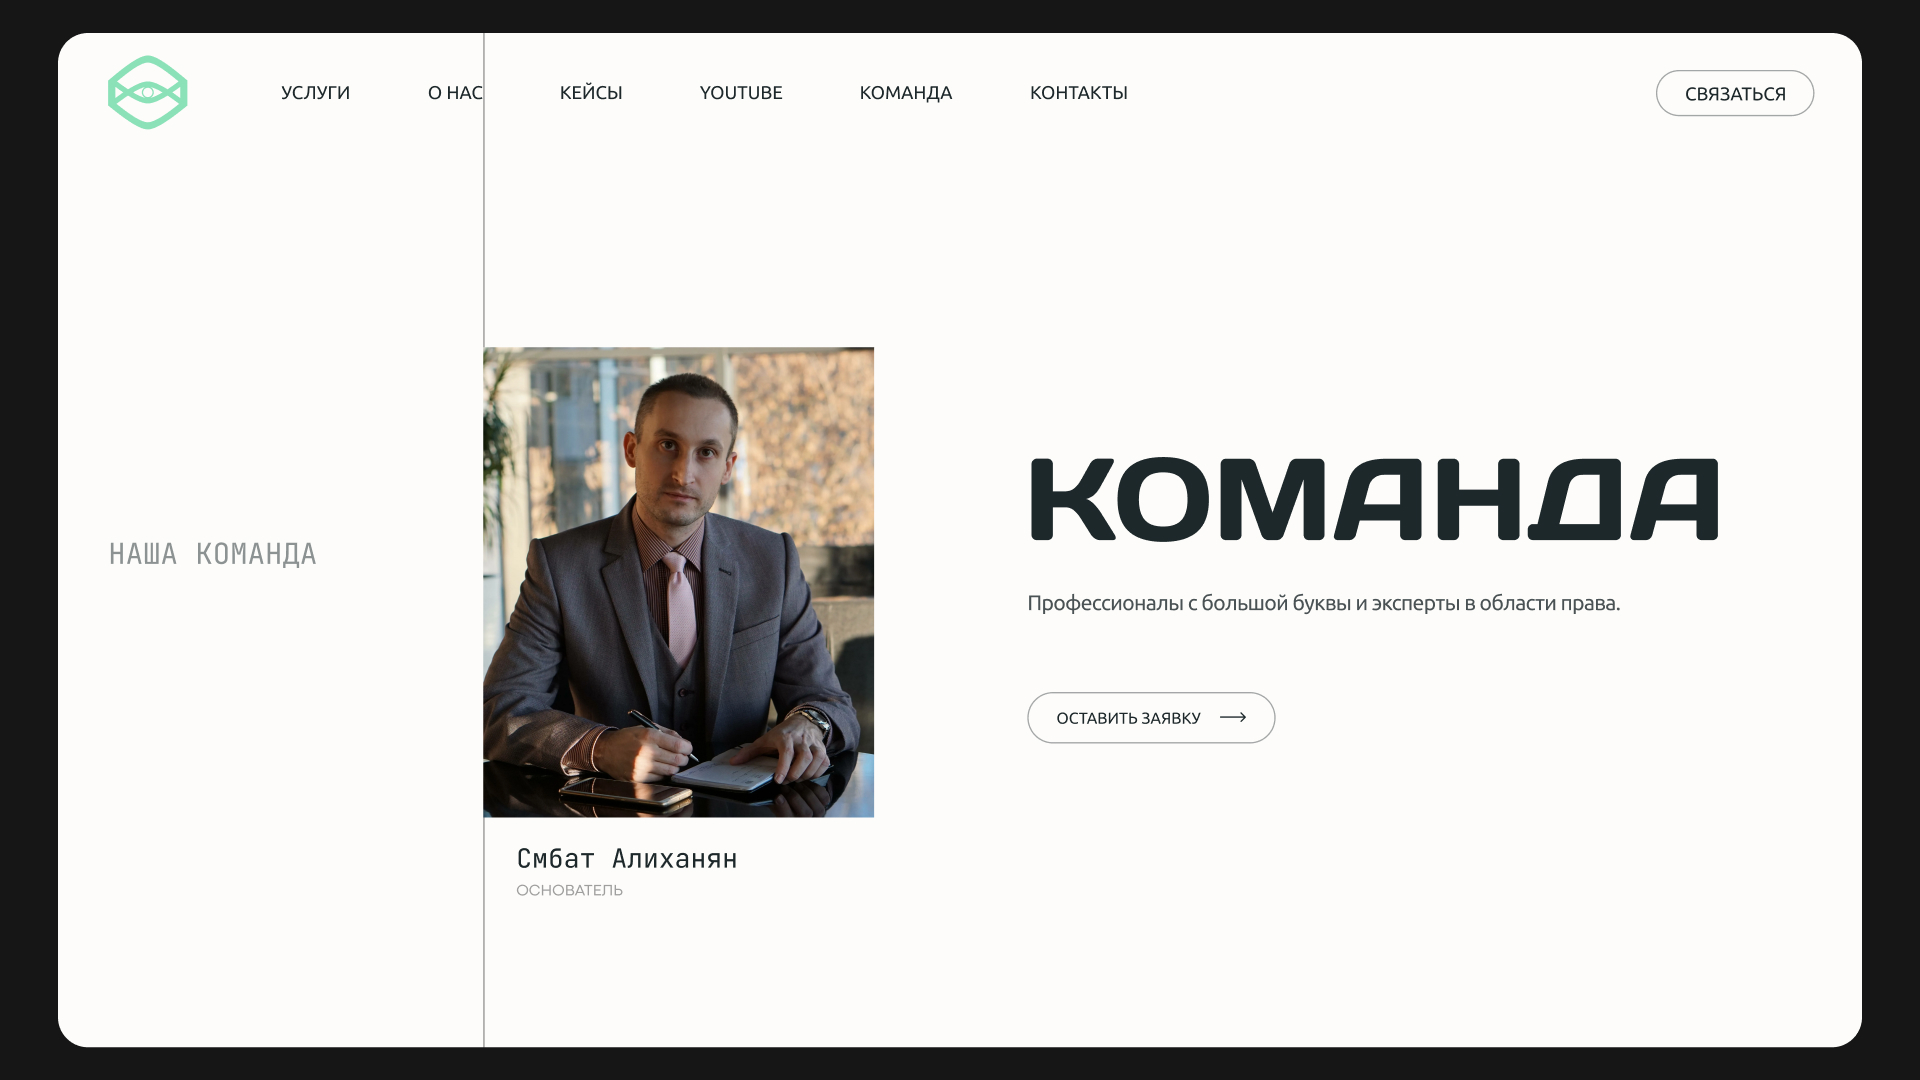 УСЛУГИ
О НАС
КЕЙСЫ
YOUTUBE
КОМАНДА
КОНТАКТЫ
СВЯЗАТЬСЯ
НАША КОМАНДА
Смбат Алиханян
ОСНОВАТЕЛЬ
КОМАНДА
Профессионалы с большой буквы и эксперты в области права.
ОСТАВИТЬ ЗАЯВКУ